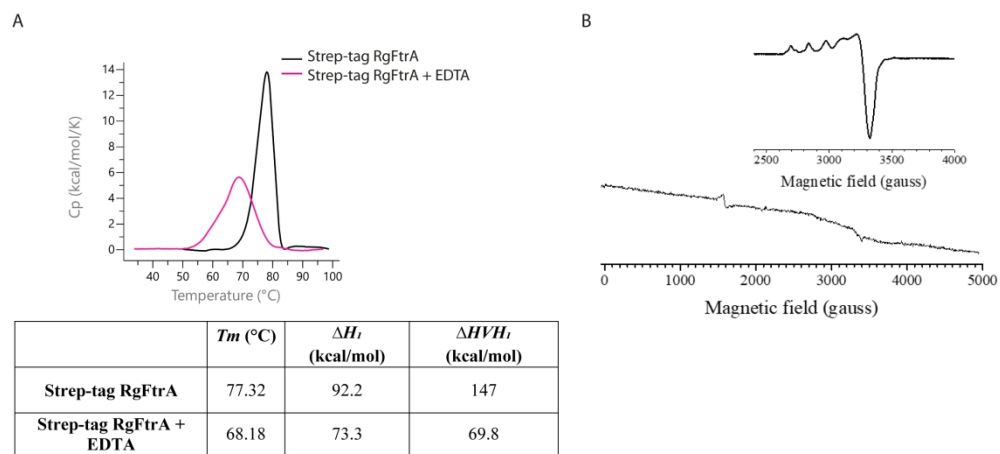 A
B
Strep-tag RgFtrA
Strep-tag RgFtrA + EDTA
Cp (kcal/mol/K)
14
12
10
8
6
4
2
0
40 50 60 70 80 90 100
Temperature (°C)
2400 3000 3500 4000
Magnetic field (gauss)
0 1000 2000 3000 4000 5000
Magnetic field (gauss)
Tm (°C) ΔH₁ (kcal/mol) ΔHVH₁ (kcal/mol)
Strep-tag RgFtrA 77.32 92.2 147
Strep-tag RgFtrA + EDTA 68.18 73.3 69.8